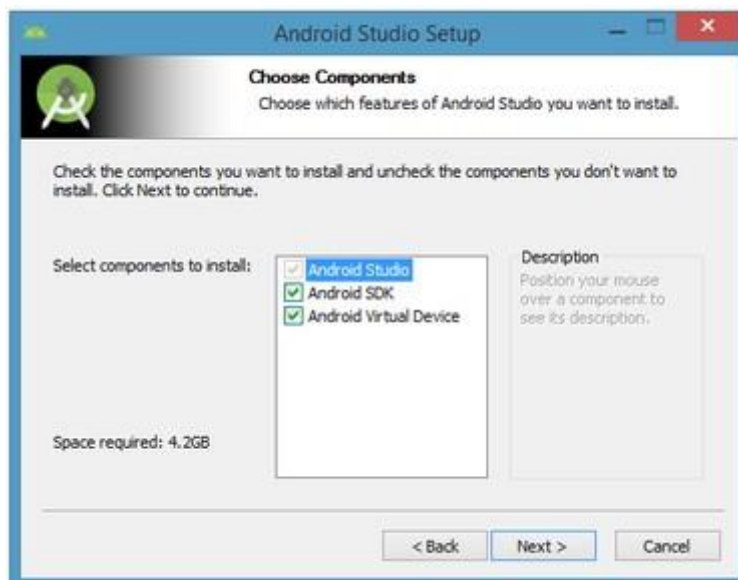 Android Studio Setup
Choose Components
Choose which features of Android Studio you want to install.
Check the components you want to install and uncheck the components you don't want to
install. Click Next to continue.
Select components to install:
Android Studio
Android SDK
Android Virtual Device
Description
Position your mouse
over a component to
see its description.
Space required: 4.2GB
< Back
Next >
Cancel